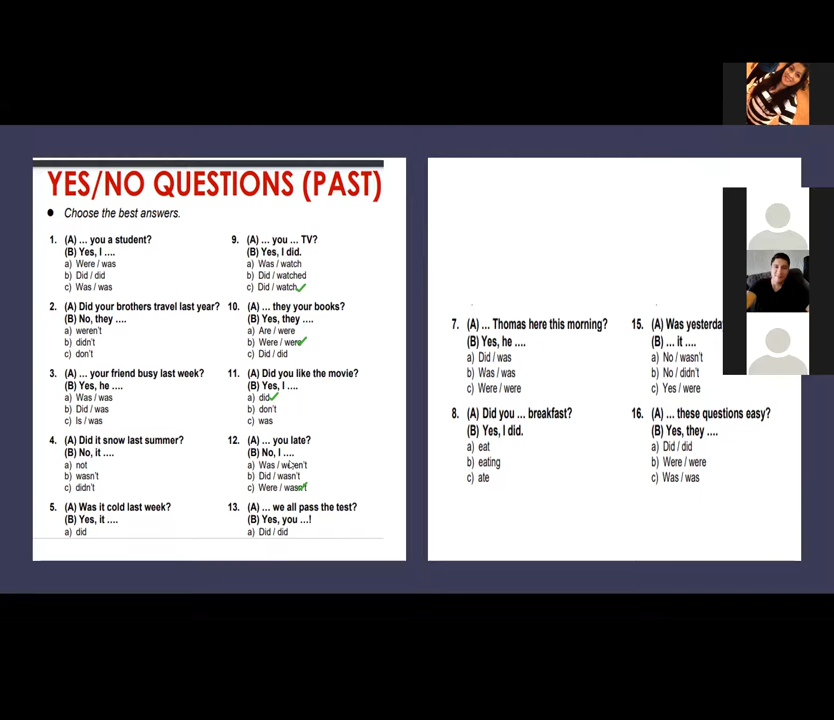 YES/NO QUESTIONS (PAST)
Choose the best answers.
1. (A) ... you a student?
(B) Yes, I ....
a) Were / was
b) Did / did
c) Was / was
2. (A) Did your brothers travel last year?
(B) No, they ....
a) weren't
b) didn't
c) don't
3. (A) ... your friend busy last week?
(B) Yes, he ....
a) Was / was
b) Did / was
c) Is / was
4. (A) Did it snow last summer?
(B) No, it ....
a) not
b) wasn't
c) didn't
5. (A) Was it cold last week?
(B) Yes, it ....
a) did
9. (A) ... you ... TV?
(B) Yes, I did.
a) Was / watch
b) Did / watched
c) Did / watch
10. (A) ... they your books?
(B) Yes, they ....
a) Are / were
b) Were / were
c) Did / did
11. (A) Did you like the movie?
(B) Yes, I ....
a) did
b) don't
c) was
12. (A) ... you late?
(B) No, I ....
a) Was / weren't
b) Did / wasn't
c) Were / wasn't
13. (A) ... we all pass the test?
(B) Yes, you ...!
a) Did / did
7. (A) ... Thomas here this morning?
(B) Yes, he ....
a) Did / was
b) Was / was
c) Were / were
8. (A) Did you ... breakfast?
(B) Yes, I did.
a) eat
b) eating
c) ate
15. (A) Was
(B) ... it ....
a) No / wasn't
b) No / didn't
c) Yes / were
16. (A) ... these questions easy?
(B) Yes, they ....
a) Did / did
b) Were / were
c) Was / was